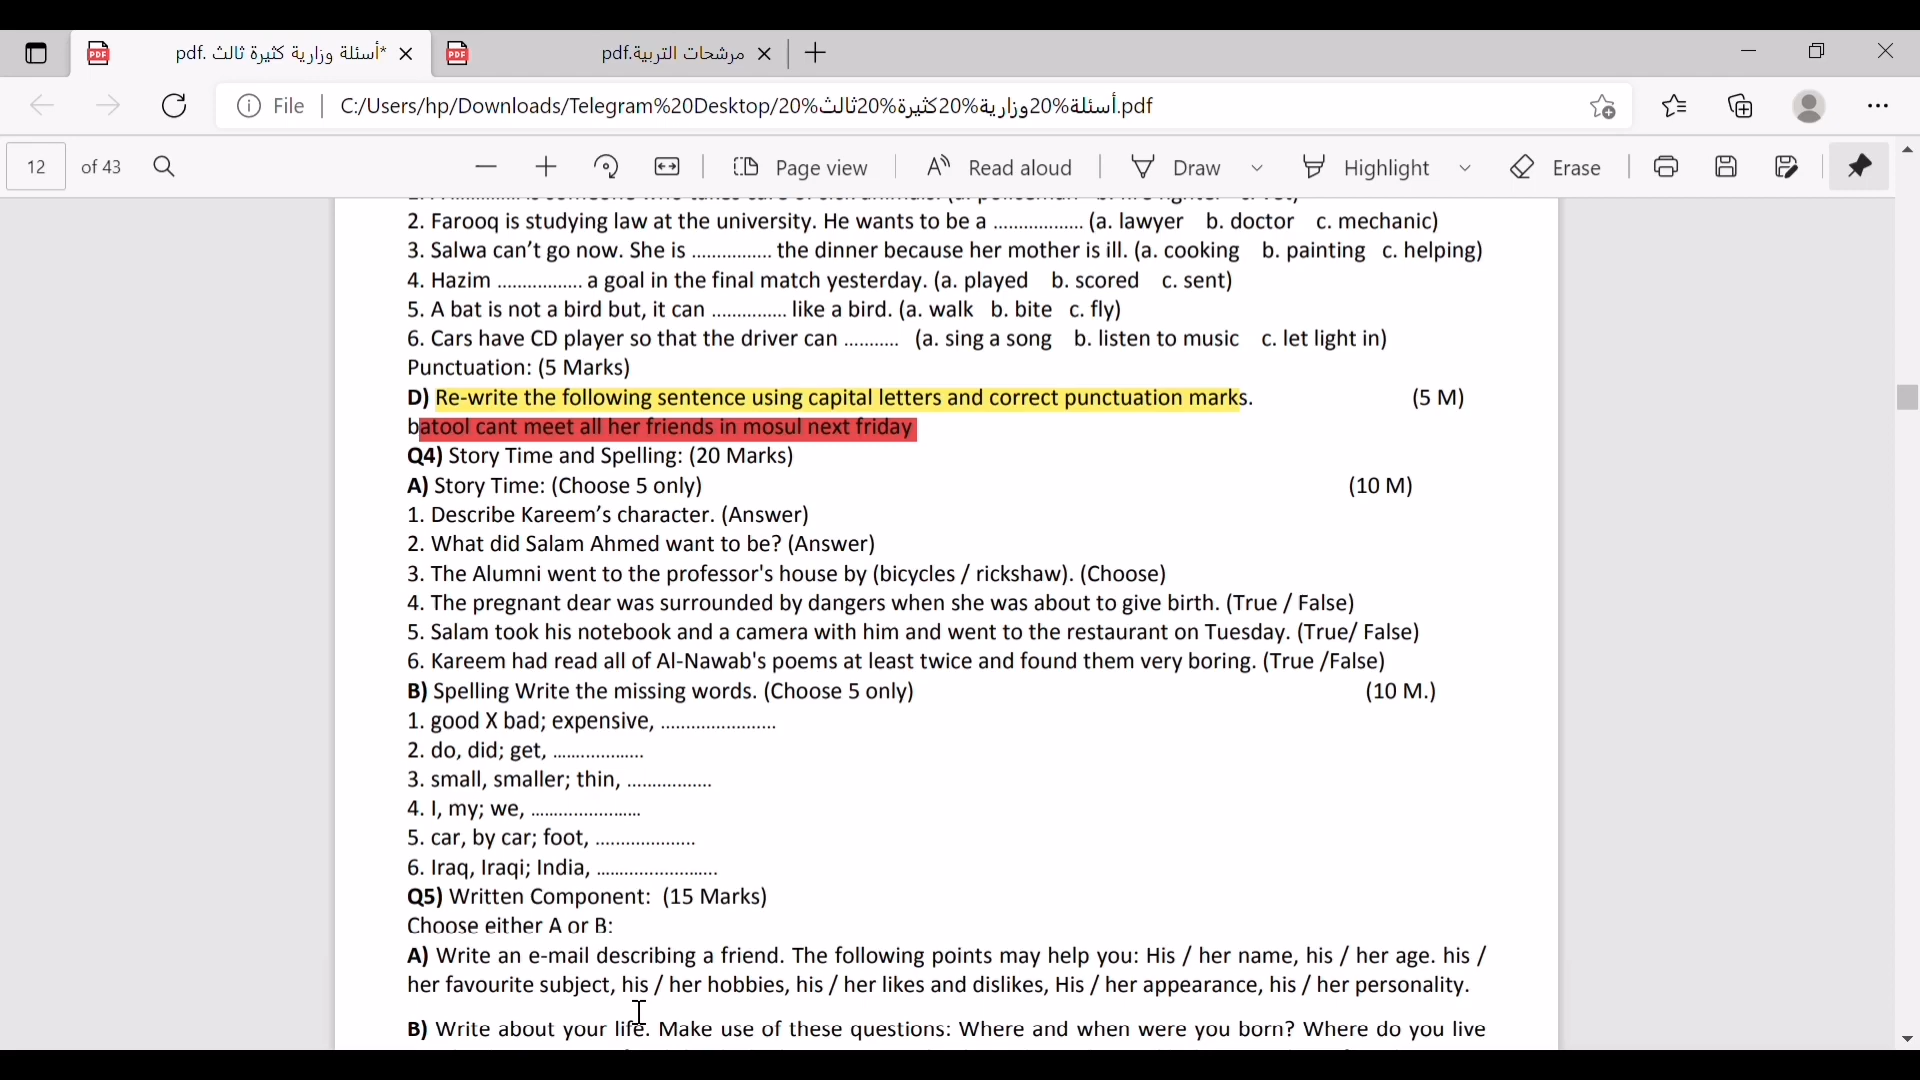 أسئلة وزارية كثيرة ثالث .pdf*
مرشحات التربية.pdf
File
C:/Users/hp/Downloads/Telegram%20Desktop/20%أسئلة%20وزارية%20كثيرة%20ثالث.pdf
12 of 43
Page view
Read aloud
Draw
Highlight
Erase
2. Farooq is studying law at the university. He wants to be a ................. (a. lawyer b. doctor c. mechanic)
3. Salwa can't go now. She is ............... the dinner because her mother is ill. (a. cooking b. painting c. helping)
4. Hazim ................ a goal in the final match yesterday. (a. played b. scored c. sent)
5. A bat is not a bird but, it can .............. like a bird. (a. walk b. bite c. fly)
6. Cars have CD player so that the driver can .......... (a. sing a song b. listen to music c. let light in)
Punctuation: (5 Marks)
D) Re-write the following sentence using capital letters and correct punctuation marks. (5 M)
batool cant meet all her friends in mosul next friday
Q4) Story Time and Spelling: (20 Marks)
A) Story Time: (Choose 5 only) (10 M)
1. Describe Kareem's character. (Answer)
2. What did Salam Ahmed want to be? (Answer)
3. The Alumni went to the professor's house by (bicycles / rickshaw). (Choose)
4. The pregnant dear was surrounded by dangers when she was about to give birth. (True / False)
5. Salam took his notebook and a camera with him and went to the restaurant on Tuesday. (True/ False)
6. Kareem had read all of Al-Nawab's poems at least twice and found them very boring. (True /False)
B) Spelling Write the missing words. (Choose 5 only) (10 M.)
1. good X bad; expensive, ......................
2. do, did; get, .................
3. small, smaller; thin, ................
4. I, my; we, .....................
5. car, by car; foot, ...................
6. Iraq, Iraqi; India, .......................
Q5) Written Component: (15 Marks)
Choose either A or B:
A) Write an e-mail describing a friend. The following points may help you: His / her name, his / her age. his /
her favourite subject, his / her hobbies, his / her likes and dislikes, His / her appearance, his / her personality.
B) Write about your life. Make use of these questions: Where and when were you born? Where do you live